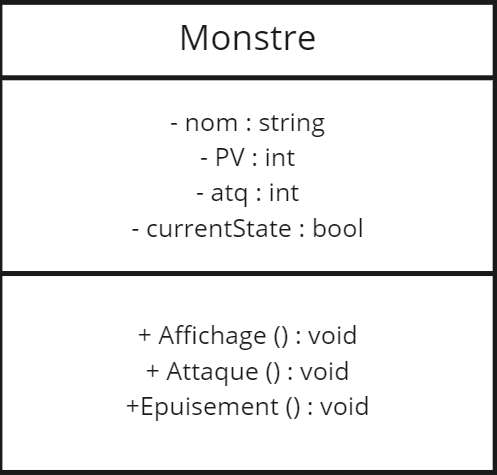 Monstre
- nom : string
- PV : int
- atq : int
- currentState : bool
+ Affichage () : void
+ Attaque () : void
+Epuisement () : void